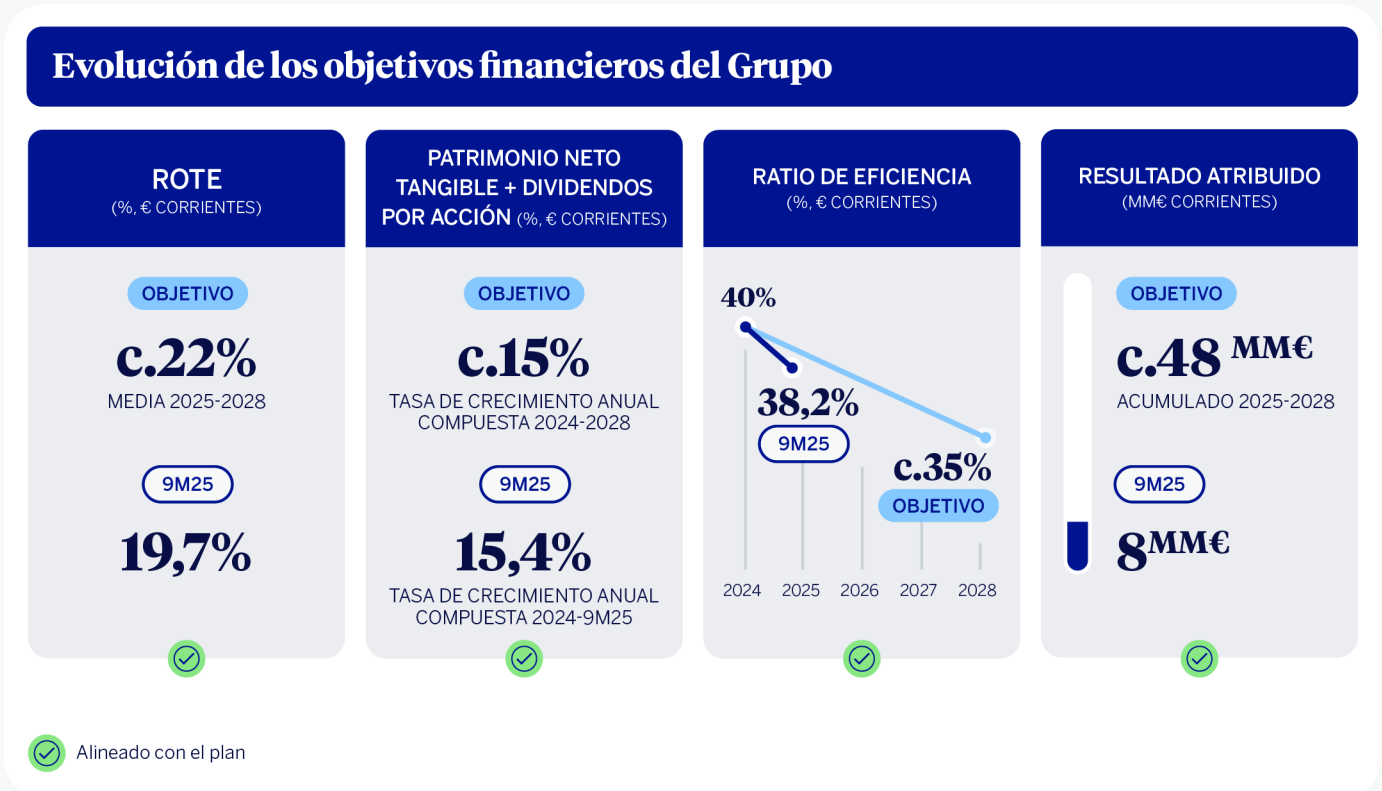 Evolución de los objetivos financieros del Grupo
ROTE
(%, € CORRIENTES)
OBJETIVO
c.22%
MEDIA 2025-2028
9M25
19,7%
PATRIMONIO NETO
TANGIBLE + DIVIDENDOS
POR ACCIÓN (%, € CORRIENTES)
OBJETIVO
c.15%
TASA DE CRECIMIENTO ANUAL
COMPUESTA 2024-2028
9M25
15,4%
TASA DE CRECIMIENTO ANUAL
COMPUESTA 2024-9M25
RATIO DE EFICIENCIA
(%, € CORRIENTES)
40%
38,2%
9M25
c.35%
OBJETIVO
2024 2025 2026 2027 2028
RESULTADO ATRIBUIDO
(MM€ CORRIENTES)
OBJETIVO
c.48 MM€
ACUMULADO 2025-2028
9M25
8MM€
Alineado con el plan